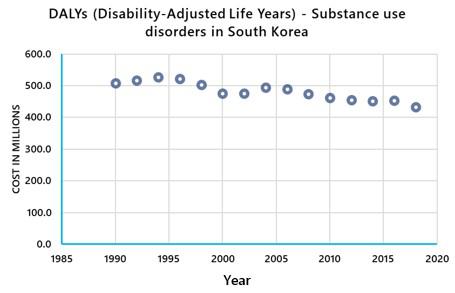 DALYs (Disability-Adjusted Life Years) - Substance use
disorders in South Korea
600.0
500.0
400.0
300.0
200.0
100.0
0.0
COST IN MILLIONS
1985 1990 1995 2000 2005 2010 2015 2020
Year